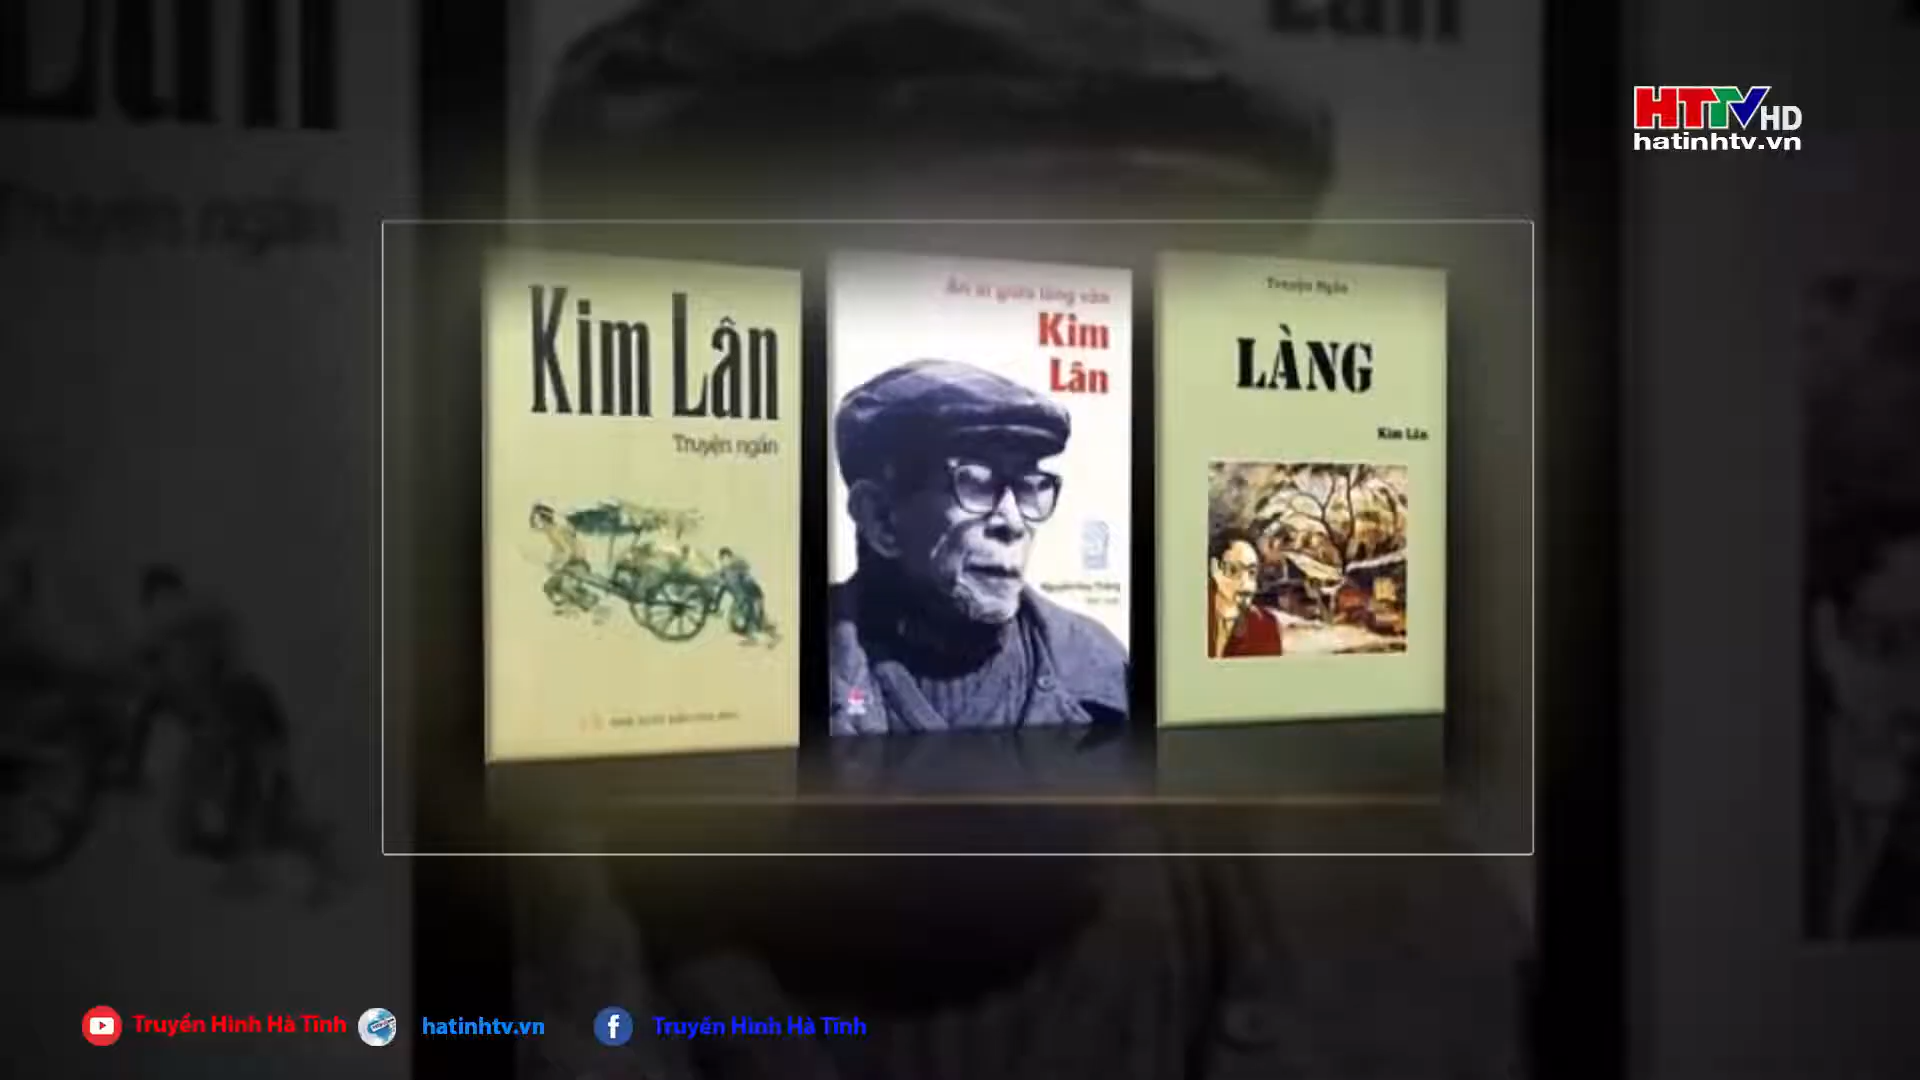 HTTV HD
hatinhtv.vn
Kim Lân
Truyện ngắn
Kim
Lân
Truyện Ngắn
LÀNG
Kim Lân
Truyền Hình Hà Tĩnh
hatinhtv.vn
Truyền Hình Hà Tĩnh